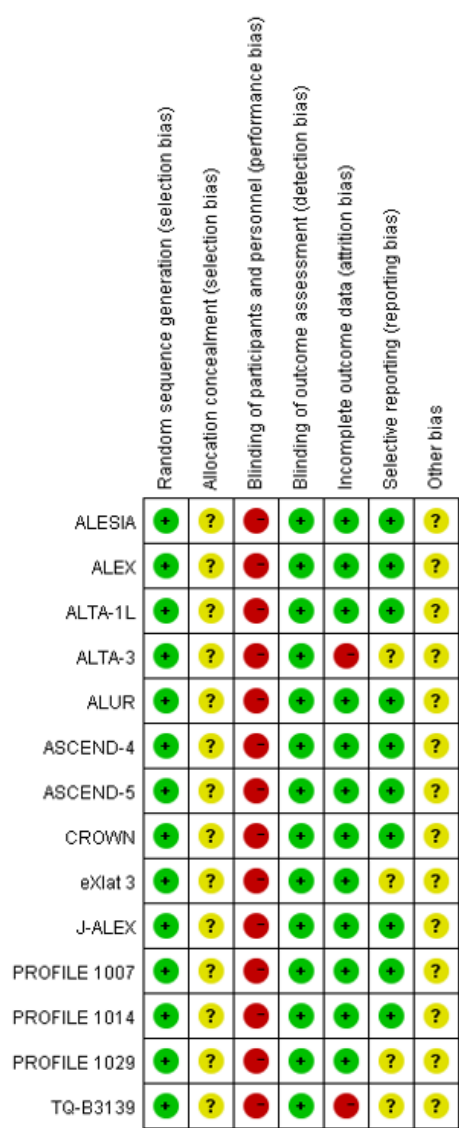 Random sequence generation (selection bias)
Allocation concealment (selection bias)
Blinding of participants and personnel (performance bias)
Blinding of outcome assessment (detection bias)
Incomplete outcome data (attrition bias)
Selective reporting (reporting bias)
Other bias
ALESIA + ? - + + + ?
ALEX + ? - + + + ?
ALTA-1L + ? - + + + ?
ALTA-3 + ? - + - ? ?
ALUR + ? - + + + ?
ASCEND-4 + ? - + + + ?
ASCEND-5 + ? - + + + ?
CROWN + ? - + + + ?
eXlat 3 + ? - + + ? ?
J-ALEX + ? - + + + ?
PROFILE 1007 + ? - + + + ?
PROFILE 1014 + ? - + + + ?
PROFILE 1029 + ? - + + ? ?
TQ-B3139 + ? - + - ? ?